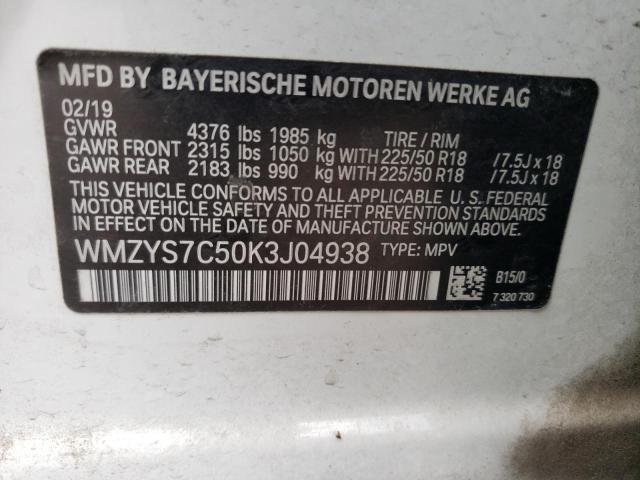 MFD BY BAYERISCHE MOTOREN WERKE AG
02/19
GVWR 4376 lbs 1985 kg TIRE / RIM
GAWR FRONT 2315 lbs 1050 kg WITH 225/50 R18 /7.5J x 18
GAWR REAR 2183 lbs 990 kg WITH 225/50 R18 /7.5J x 18
THIS VEHICLE CONFORMS TO ALL APPLICABLE U. S. FEDERAL
MOTOR VEHICLE SAFETY, AND THEFT PREVENTION STANDARDS
IN EFFECT ON THE DATE OF MANUFACTURE SHOWN ABOVE.
WMZYS7C50K3J04938 TYPE: MPV
B15/0
7 320 730